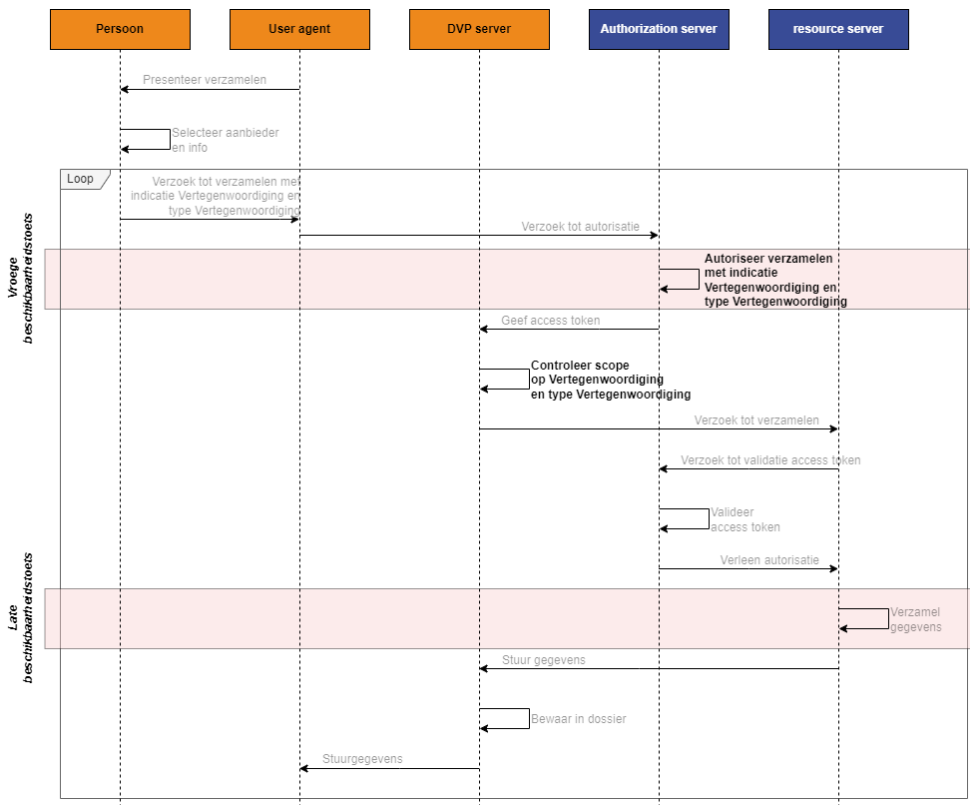 Persoon
User agent
DVP server
Authorization server
resource server
Presenteer verzamelen
Selecteer aanbieder
en info
Loop
Verzoek tot verzamelen met
indicatie Vertegenwoordiging en
type Vertegenwoordiging
Verzoek tot autorisatie
Vroege
beschikbaarheidstoets
Autoriseer verzamelen
met indicatie
Vertegenwoordiging en
type Vertegenwoordiging
Geef access token
Controleer scope
op Vertegenwoordiging
en type Vertegenwoordiging
Verzoek tot verzamelen
Verzoek tot validatie access token
Valideer
access token
Verleen autorisatie
Late
beschikbaarheidstoets
Verzamel
gegevens
Stuur gegevens
Bewaar in dossier
Stuurgegevens